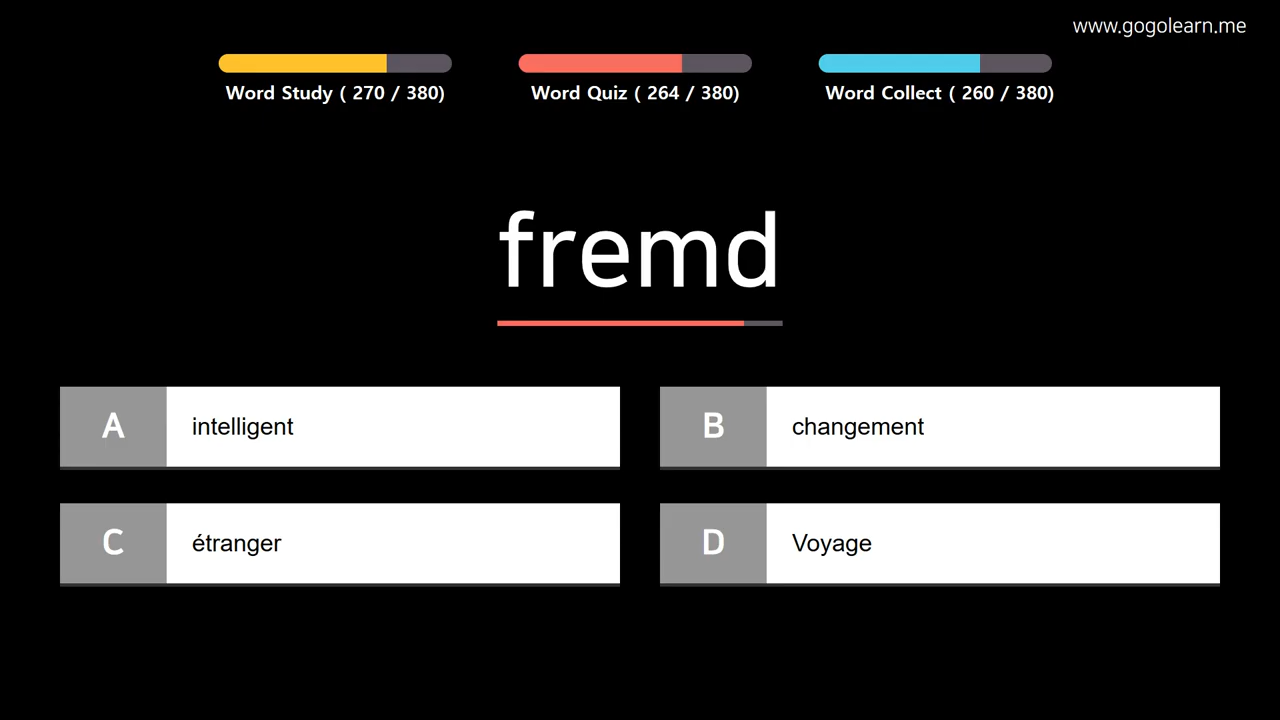 www.gogolearn.me
Word Study ( 270 / 380)
Word Quiz ( 264 / 380)
Word Collect ( 260 / 380)
fremd
A intelligent
B changement
C étranger
D Voyage